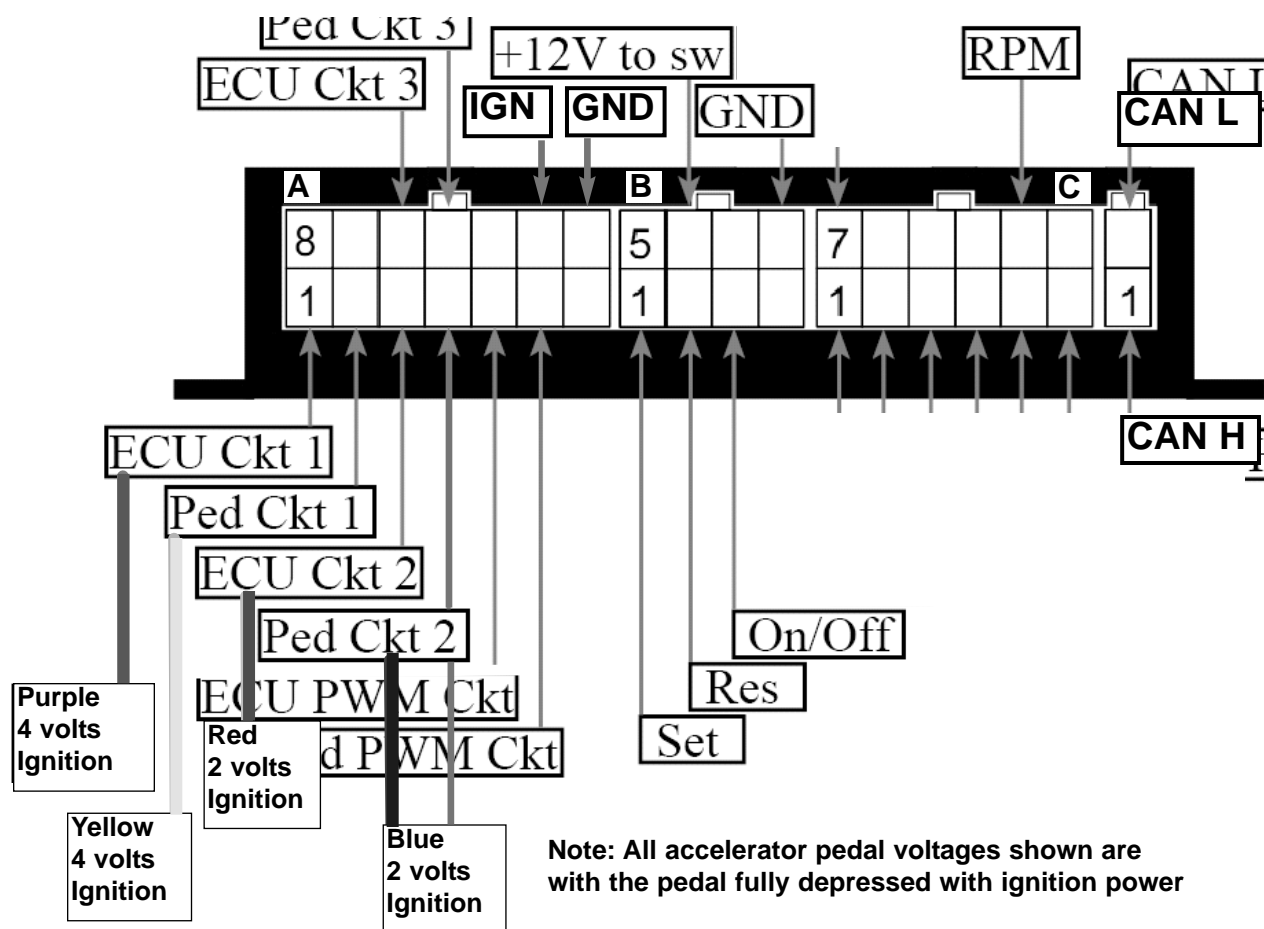 Ped Ckt 3
+12V to sw
RPM
ECU Ckt 3
CAN L
IGN
GND
GND
A
B
C
8
5
7
1
1
1
1
CAN H
ECU Ckt 1
Ped Ckt 1
ECU Ckt 2
Ped Ckt 2
On/Off
Res
ECU PWM Ckt
Set
d PWM Ckt
Purple
4 volts
Ignition
Red
2 volts
Ignition
Yellow
4 volts
Ignition
Blue
2 volts
Ignition
Note: All accelerator pedal voltages shown are
with the pedal fully depressed with ignition power